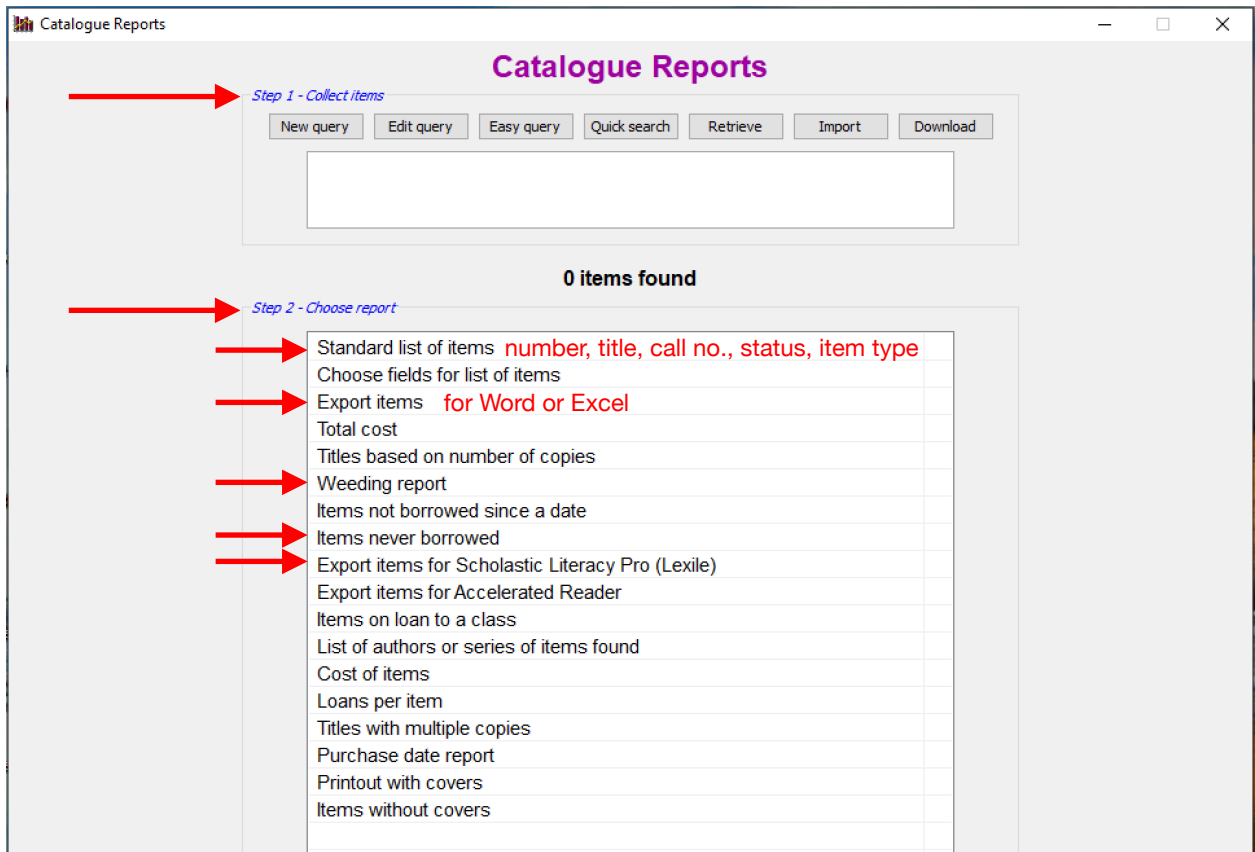 Catalogue Reports
Catalogue Reports
Step 1 - Collect items
New query Edit query Easy query Quick search Retrieve Import Download
0 items found
Step 2 - Choose report
Standard list of items number, title, call no., status, item type
Choose fields for list of items
Export items for Word or Excel
Total cost
Titles based on number of copies
Weeding report
Items not borrowed since a date
Items never borrowed
Export items for Scholastic Literacy Pro (Lexile)
Export items for Accelerated Reader
Items on loan to a class
List of authors or series of items found
Cost of items
Loans per item
Titles with multiple copies
Purchase date report
Printout with covers
Items without covers